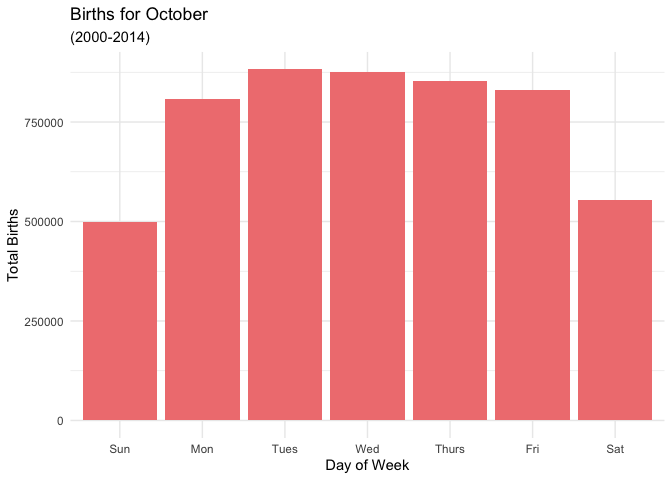 Births for October
(2000-2014)
Total Births
750000
500000
250000
0
Sun Mon Tues Wed Thurs Fri Sat
Day of Week